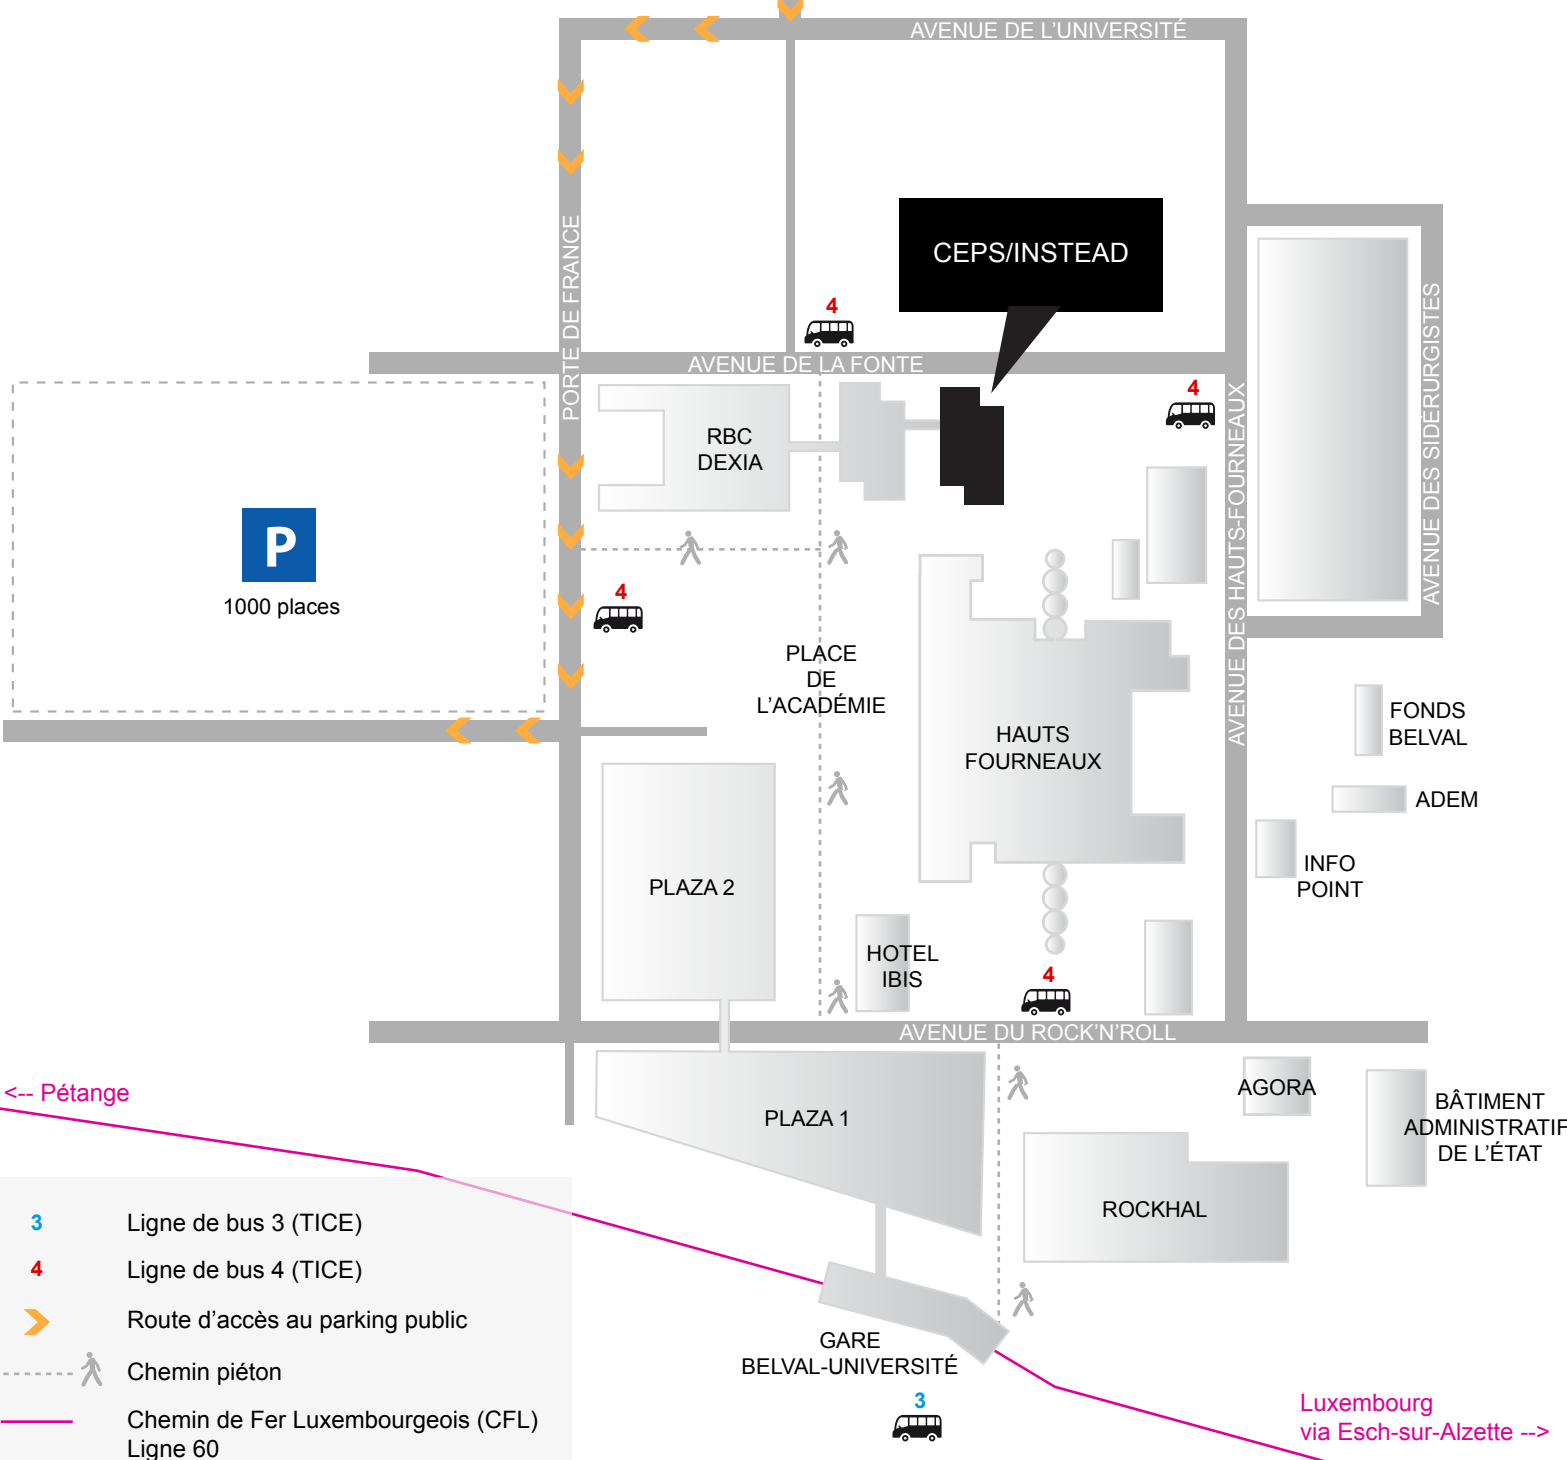 AVENUE DE L'UNIVERSITÉ
PORTE DE FRANCE
CEPS/INSTEAD
4
AVENUE DE LA FONTE
4
AVENUE DES HAUTS-FOURNEAUX
AVENUE DES SIDÉRURGISTES
RBC
DEXIA
P
1000 places
4
PLACE
DE
L'ACADÉMIE
HAUTS
FOURNEAUX
FONDS
BELVAL
ADEM
INFO
POINT
PLAZA 2
HOTEL
IBIS
4
AVENUE DU ROCK'N'ROLL
<-- Pétange
PLAZA 1
AGORA
BÂTIMENT
ADMINISTRATIF
DE L'ÉTAT
ROCKHAL
GARE
BELVAL-UNIVERSITÉ
3
Luxembourg
via Esch-sur-Alzette -->
3 Ligne de bus 3 (TICE)
4 Ligne de bus 4 (TICE)
Route d'accès au parking public
Chemin piéton
Chemin de Fer Luxembourgeois (CFL)
Ligne 60